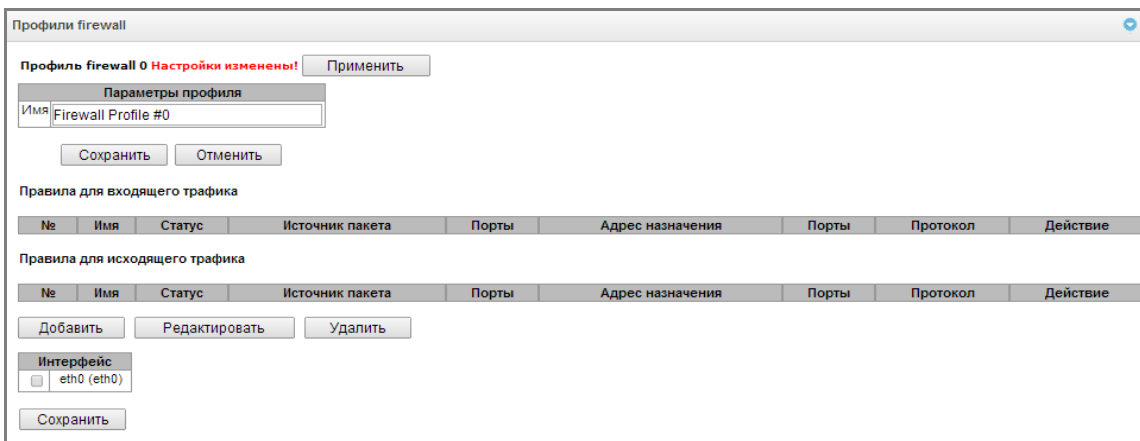 Профили firewall
Профиль firewall 0 Настройки изменены! Применить
Параметры профиля
Имя Firewall Profile #0
Сохранить Отменить
Правила для входящего трафика
№ Имя Статус Источник пакета Порты Адрес назначения Порты Протокол Действие
Правила для исходящего трафика
№ Имя Статус Источник пакета Порты Адрес назначения Порты Протокол Действие
Добавить Редактировать Удалить
Интерфейс
eth0 (eth0)
Сохранить